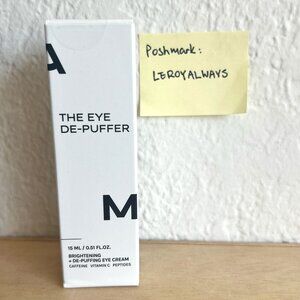 A
THE EYE
DE-PUFFER
M
15 ML / 0.51 FL.OZ.
BRIGHTENING
+ DE-PUFFING EYE CREAM
CAFFEINE VITAMIN C PEPTIDES
Poshmark:
LEROYALWAYS